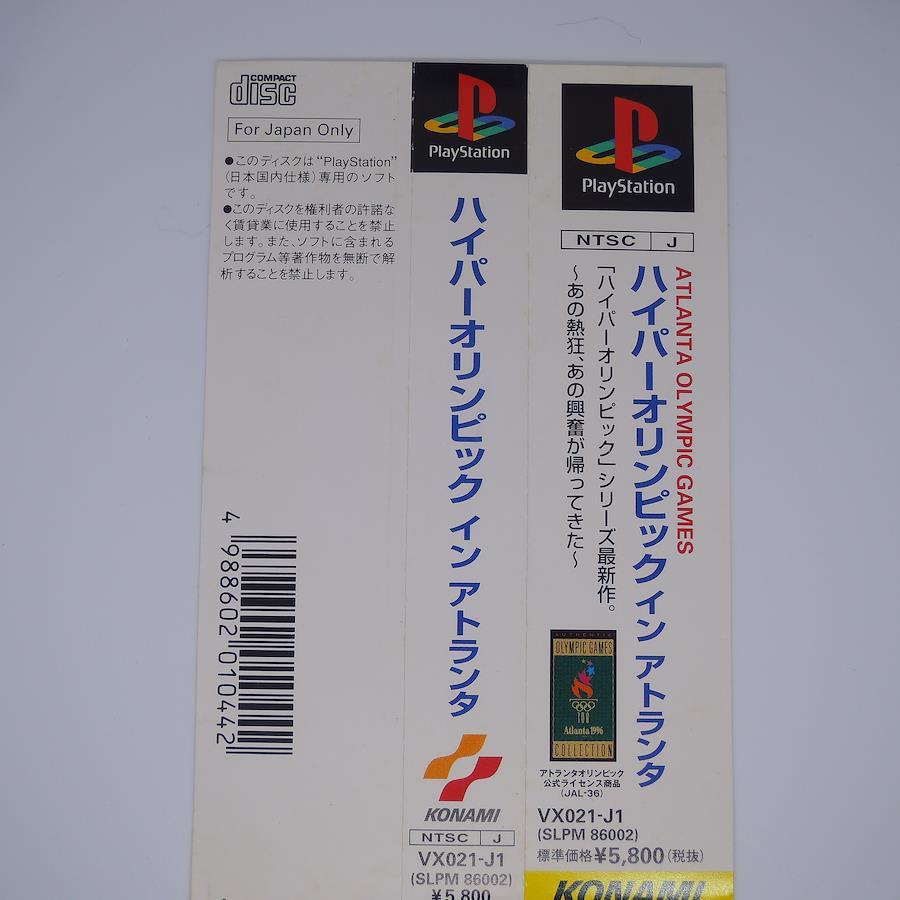 COMPACT
disc
For Japan Only
●このディスクは“PlayStation”
(日本国内仕様)専用のソフト
です。
●このディスクを権利者の許諾な
く賃貸業に使用することを禁止
します。また、ソフトに含まれる
プログラム等著作物を無断で解
析することを禁止します。
4 988602 010442
PlayStation
ハイパーオリンピック イン アトランタ
KONAMI
NTSC J
VX021-J1
(SLPM 86002)
¥5,800
PlayStation
NTSC J
ATLANTA OLYMPIC GAMES
ハイパーオリンピック イン アトランタ
「ハイパーオリンピック」シリーズ最新作。
〜あの熱狂、あの興奮が帰ってきた〜
AUTHENTIC
OLYMPIC GAMES
100
Atlanta 1996
COLLECTION
アトランタオリンピック
公式ライセンス商品
(JAL-36)
VX021-J1
(SLPM 86002)
標準価格¥5,800(税抜)
KONAMI